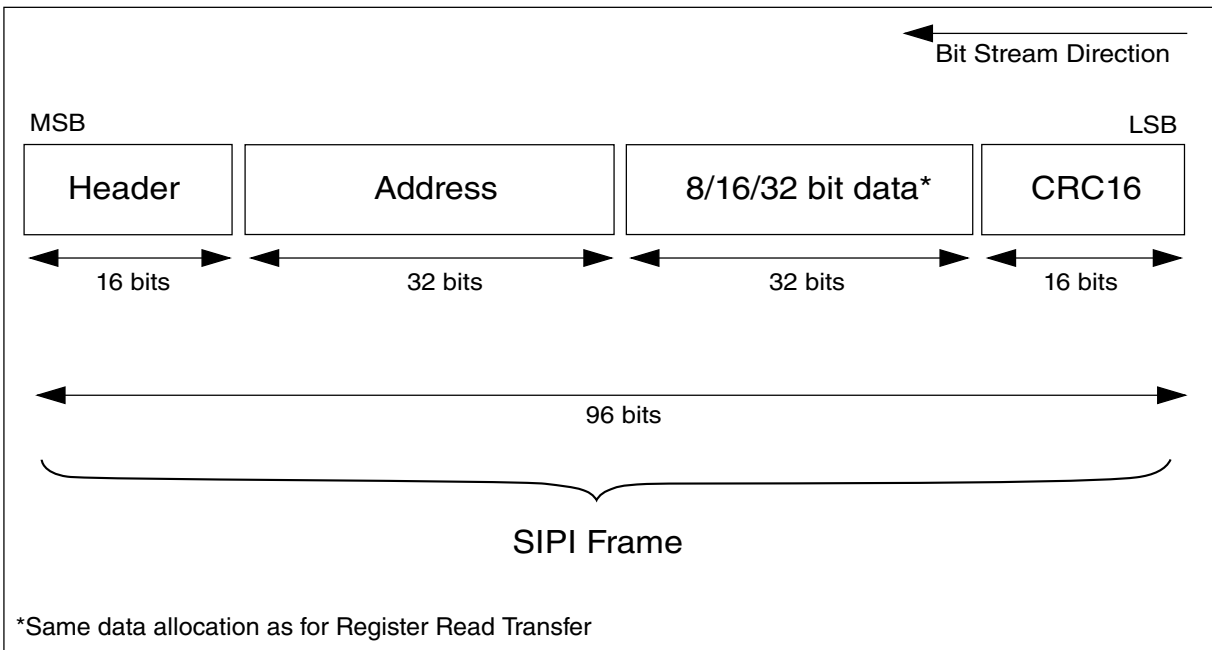 Bit Stream Direction
MSB
LSB
Header
Address
8/16/32 bit data*
CRC16
16 bits
32 bits
32 bits
16 bits
96 bits
SIPI Frame
*Same data allocation as for Register Read Transfer